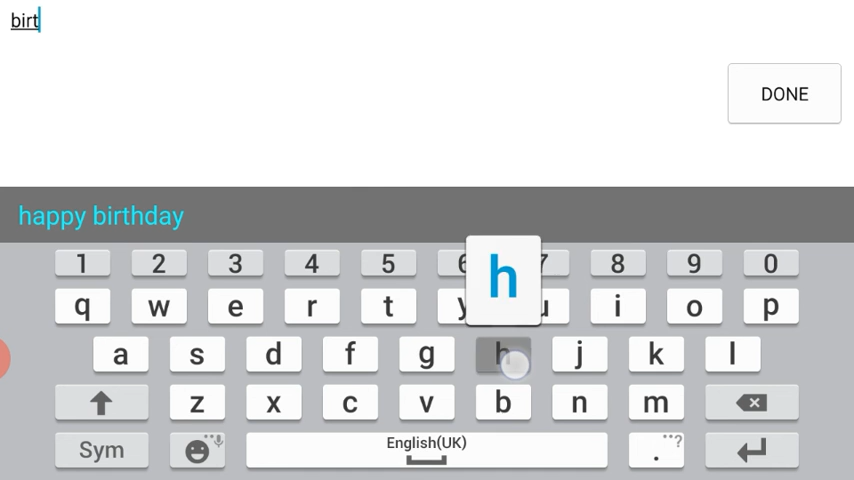 birt
DONE
happy birthday
h
1 2 3 4 5 6 7 8 9 0
q w e r t y u i o p
a s d f g h j k l
z x c v b n m
Sym English(UK) . ?